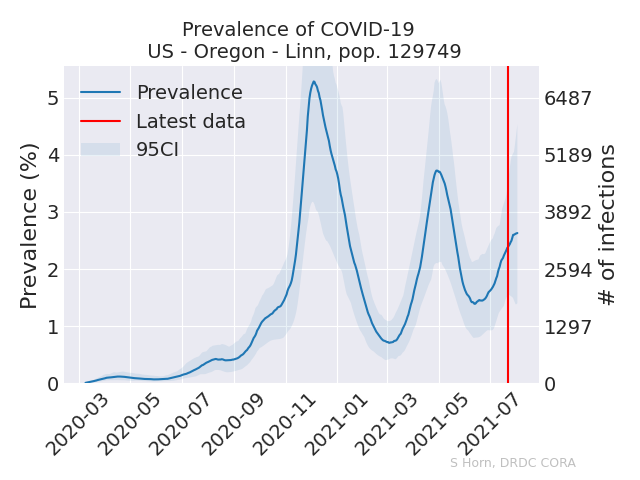 Prevalence of COVID-19
US - Oregon - Linn, pop. 129749
Prevalence
Latest data
95CI
Prevalence (%)
5
4
3
2
1
0
6487
5189
3892
2594
1297
0
# of infections
2020-03
2020-05
2020-07
2020-09
2020-11
2021-01
2021-03
2021-05
2021-07
S Horn, DRDC CORA